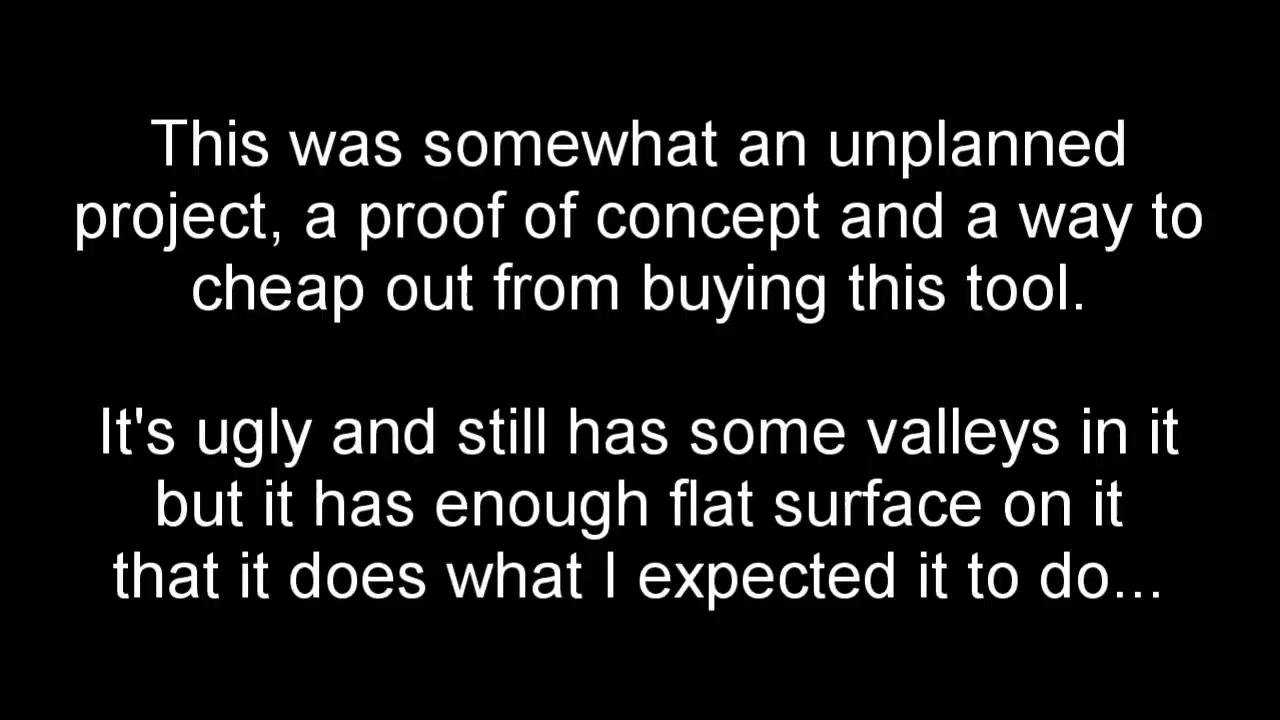 This was somewhat an unplanned
project, a proof of concept and a way to
cheap out from buying this tool.
It's ugly and still has some valleys in it
but it has enough flat surface on it
that it does what I expected it to do...